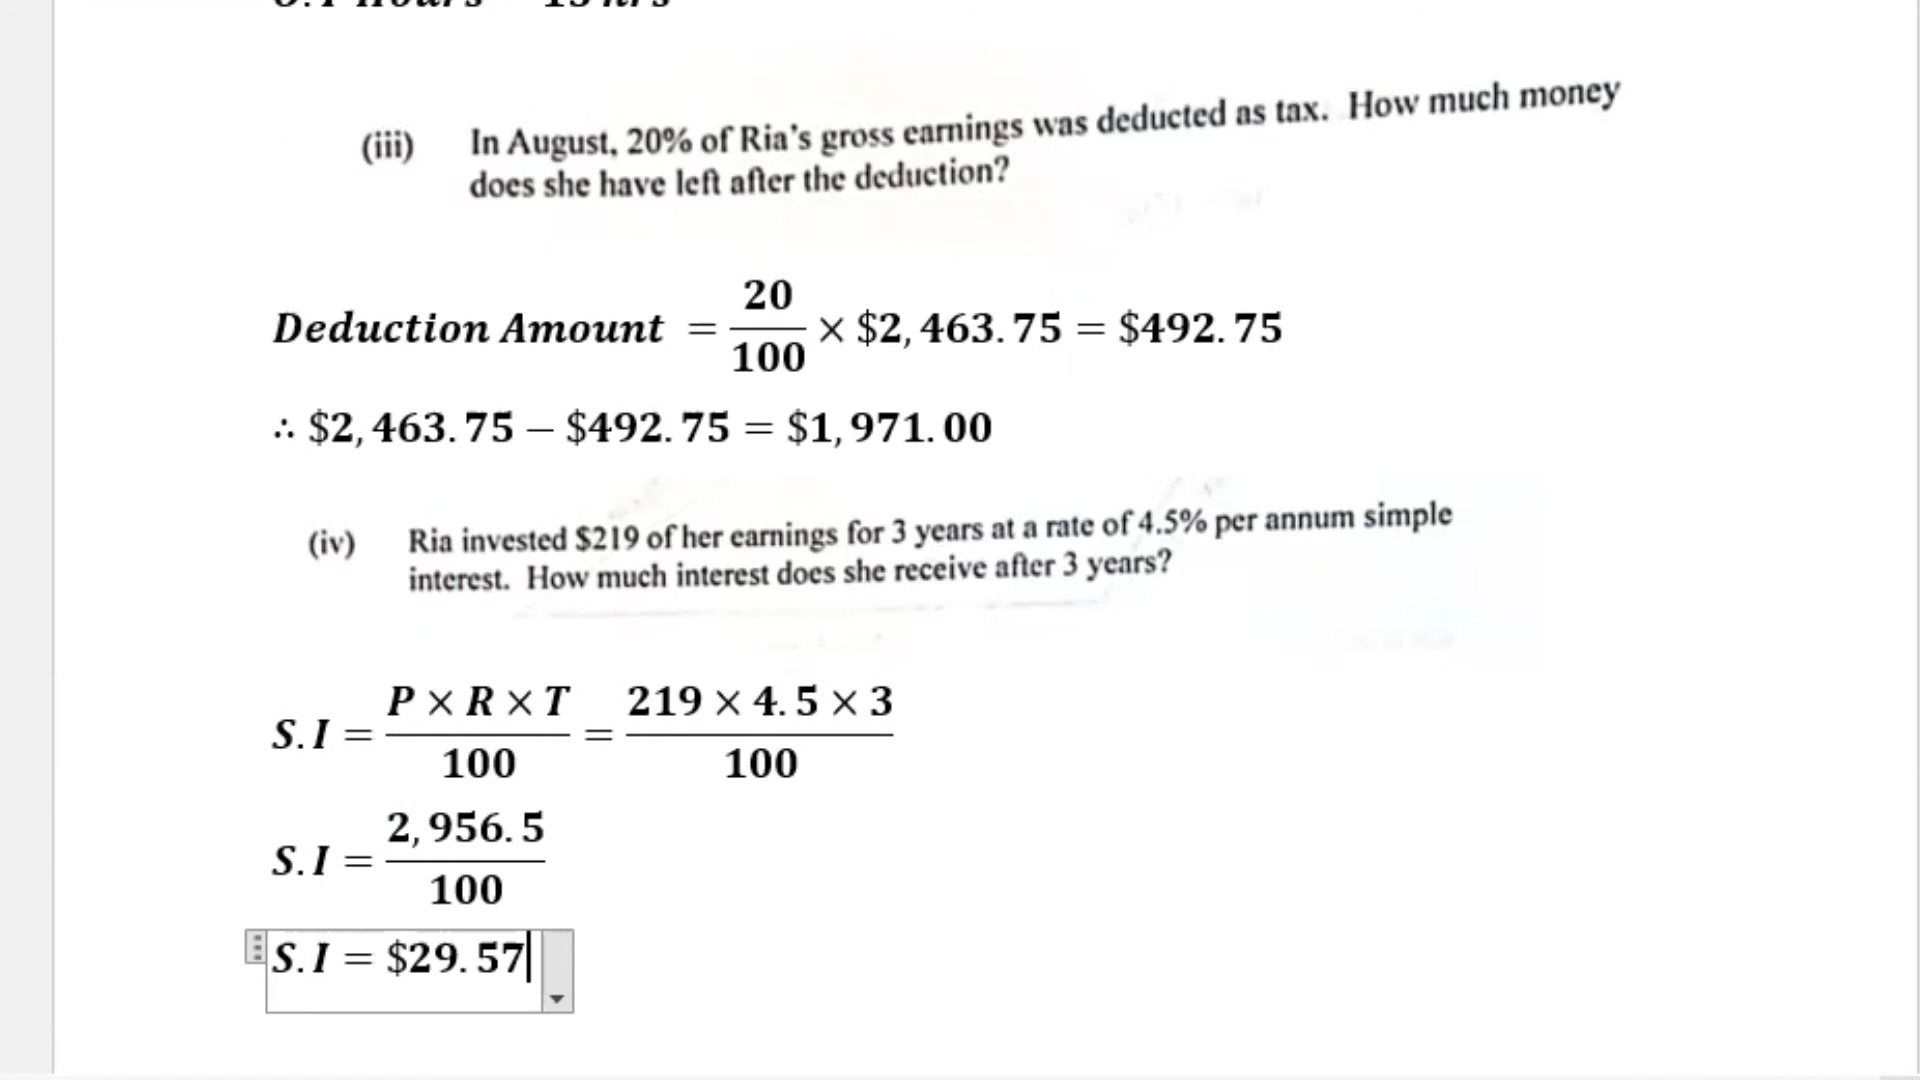 (iii) In August, 20% of Ria's gross earnings was deducted as tax. How much money
does she have left after the deduction?
Deduction Amount = 20/100 × $2,463.75 = $492.75
∴ $2,463.75 − $492.75 = $1,971.00
(iv) Ria invested $219 of her earnings for 3 years at a rate of 4.5% per annum simple
interest. How much interest does she receive after 3 years?
S.I = P × R × T/100 = 219 × 4.5 × 3/100
S.I = 2,956.5/100
S.I = $29.57